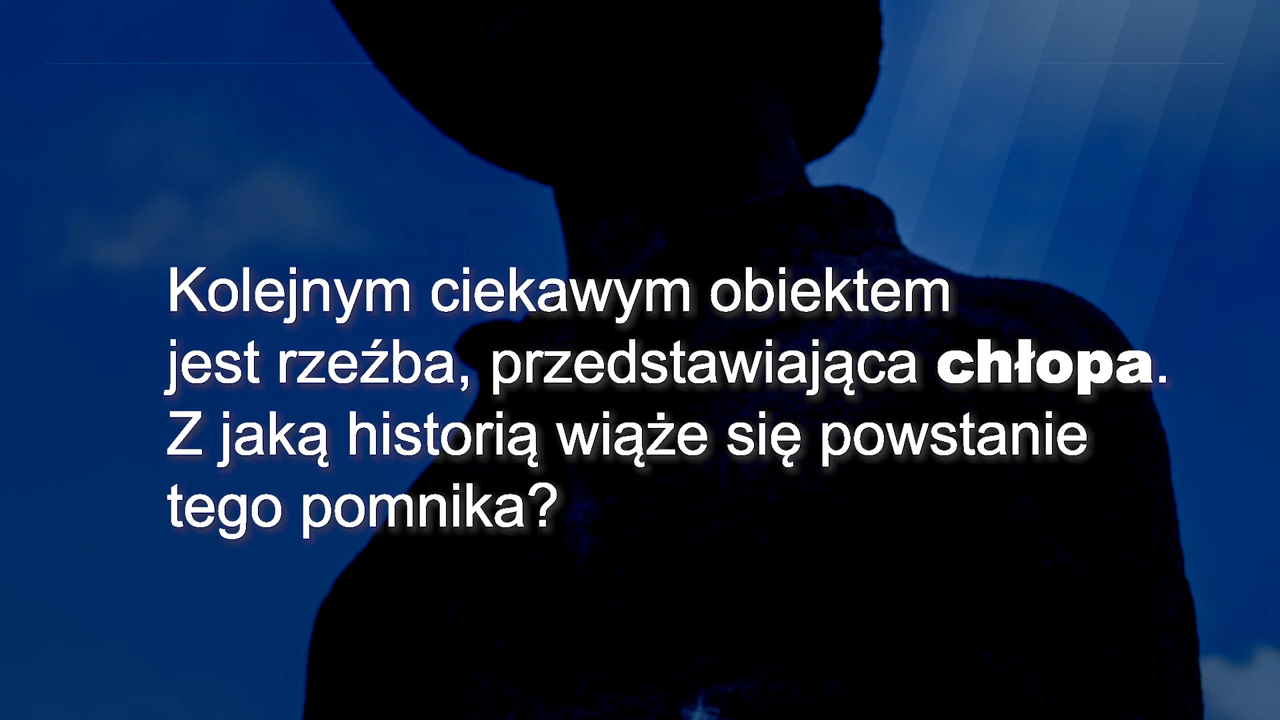 Kolejnym ciekawym obiektem
jest rzeźba, przedstawiająca chłopa.
Z jaką historią wiąże się powstanie
tego pomnika?